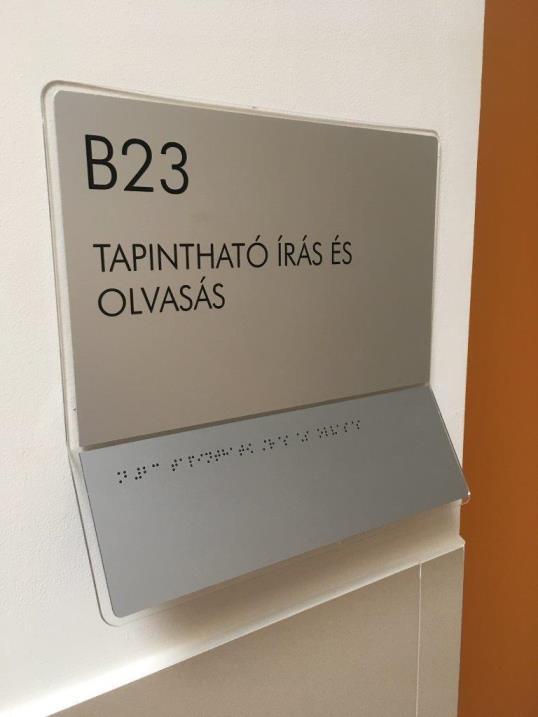 B23
TAPINTHATÓ ÍRÁS ÉS
OLVASÁS